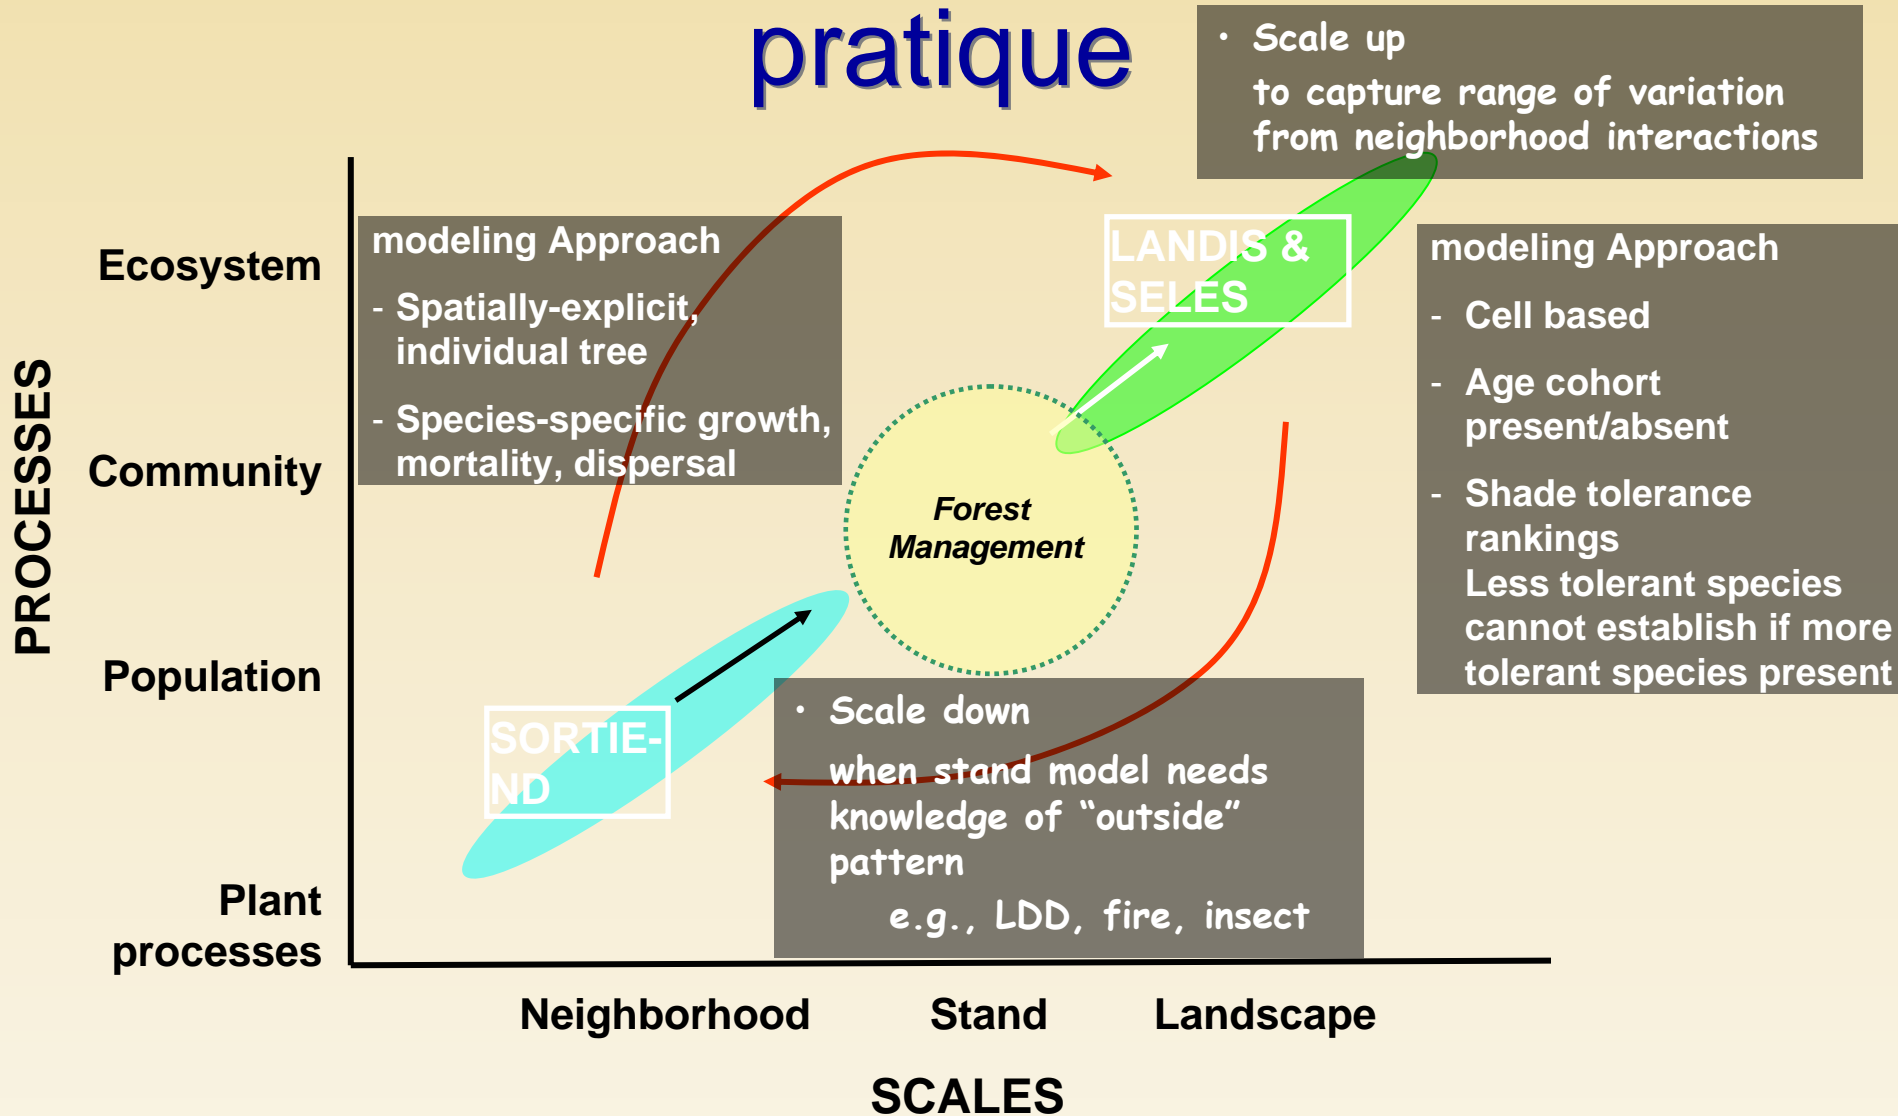 pratique
· Scale up
to capture range of variation
from neighborhood interactions
PROCESSES
Ecosystem
Community
Population
Plant
processes
modeling Approach
- Spatially-explicit,
individual tree
- Species-specific growth,
mortality, dispersal
LANDIS &
SELES
modeling Approach
- Cell based
- Age cohort
present/absent
- Shade tolerance
rankings
Less tolerant species
cannot establish if more
tolerant species present
Forest
Management
SORTIE-
ND
· Scale down
when stand model needs
knowledge of “outside”
pattern
e.g., LDD, fire, insect
Neighborhood Stand Landscape
SCALES